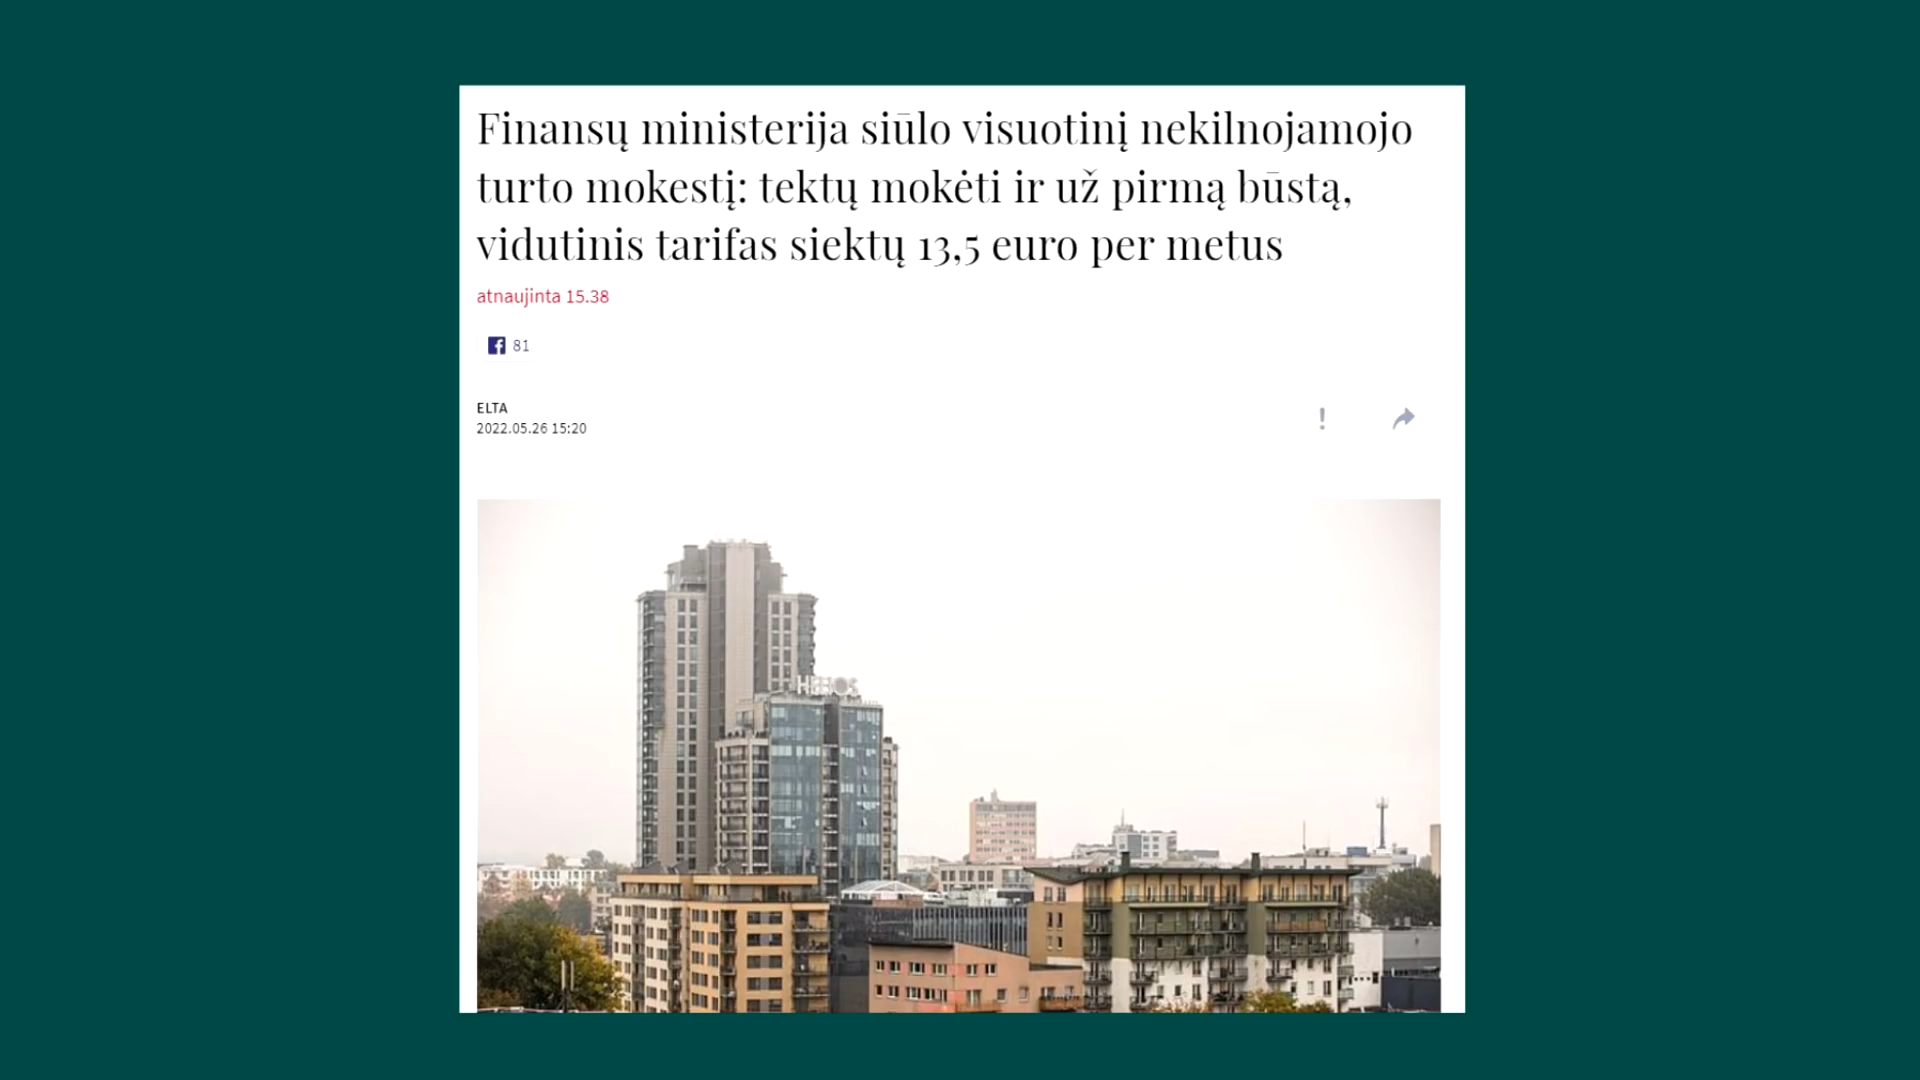 Finansų ministerija siūlo visuotinį nekilnojamojo
turto mokestį: tektų mokėti ir už pirmą būstą,
vidutinis tarifas siektų 13,5 euro per metus
atnaujinta 15.38
81
ELTA
2022.05.26 15:20